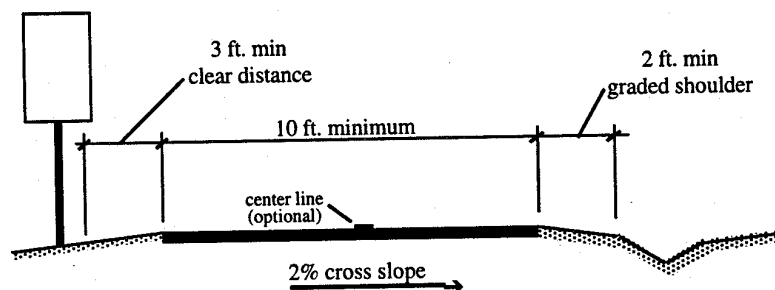 3 ft. min
clear distance
2 ft. min
graded shoulder
10 ft. minimum
center line
(optional)
2% cross slope